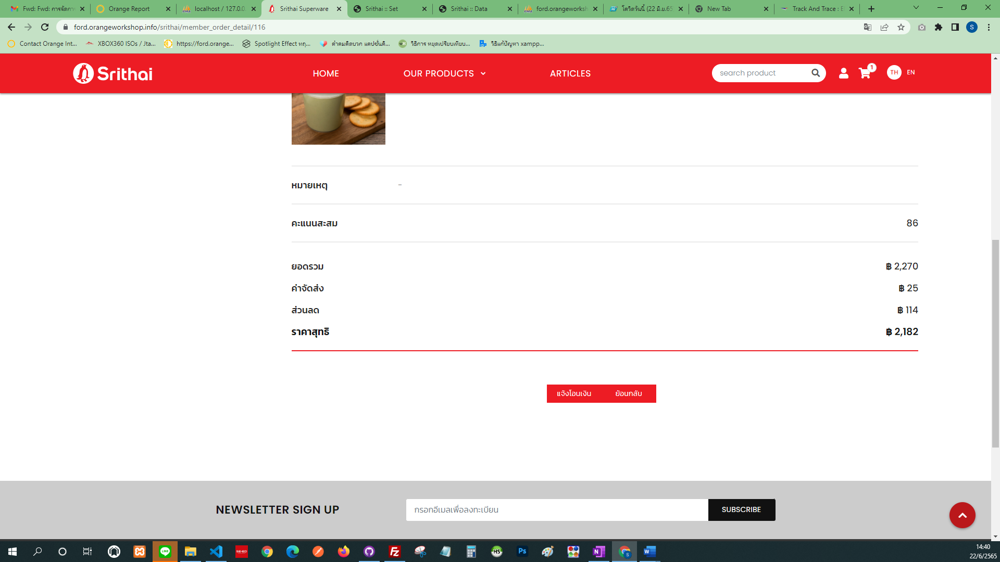 Fwd: Fwd: การจัดกา
Orange Report
localhost / 127.0.0.
Srithai Superware
Srithai :: Set
Srithai :: Data
ford.orangeworksh
โควิดวันนี้ (22 มิ.ย.65
New Tab
Track And Trace : E
ford.orangeworkshop.info/srithai/member_order_detail/116
S
Contact Orange Int...
XBOX360 ISOs / Jta...
https://ford.orange...
Spotlight Effect ทฤ...
คำคมคิดบวก แคปชั่นดี...
วิธีการ หยุดเปรียบเทียบ...
วิธีแก้ปัญหา xampp...
Srithai
HOME
OUR PRODUCTS
ARTICLES
search product
1
TH
EN
หมายเหตุ -
คะแนนสะสม 86
ยอดรวม ฿ 2,270
ค่าจัดส่ง ฿ 25
ส่วนลด ฿ 114
ราคาสุทธิ ฿ 2,182
แจ้งโอนเงิน ย้อนกลับ
NEWSLETTER SIGN UP
กรอกอีเมลเพื่อลงทะเบียน
SUBSCRIBE
14:40
22/6/2565